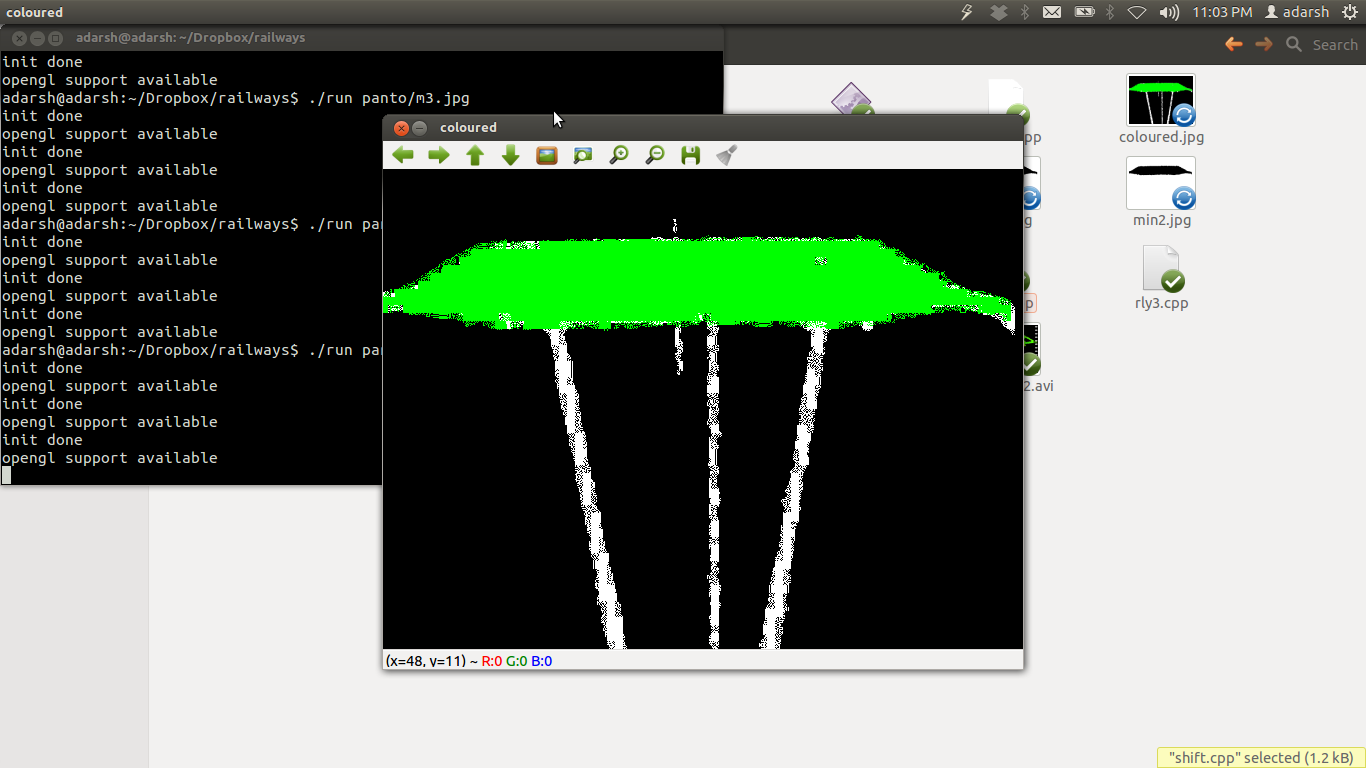 coloured
11:03 PM
adarsh
adarsh@adarsh: ~/Dropbox/railways
Search
init done
opengl support available
adarsh@adarsh:~/Dropbox/railways$ ./run panto/m3.jpg
init done
opengl support available
init done
opengl support available
init done
opengl support available
adarsh@adarsh:~/Dropbox/railways$ ./run pa
init done
opengl support available
init done
opengl support available
init done
opengl support available
adarsh@adarsh:~/Dropbox/railways$ ./run pa
init done
opengl support available
init done
opengl support available
init done
opengl support available
coloured
(x=48, y=11) ~ R:0 G:0 B:0
pp
coloured.jpg
g
min2.jpg
p
rly3.cpp
2.avi
"shift.cpp" selected (1.2 kB)